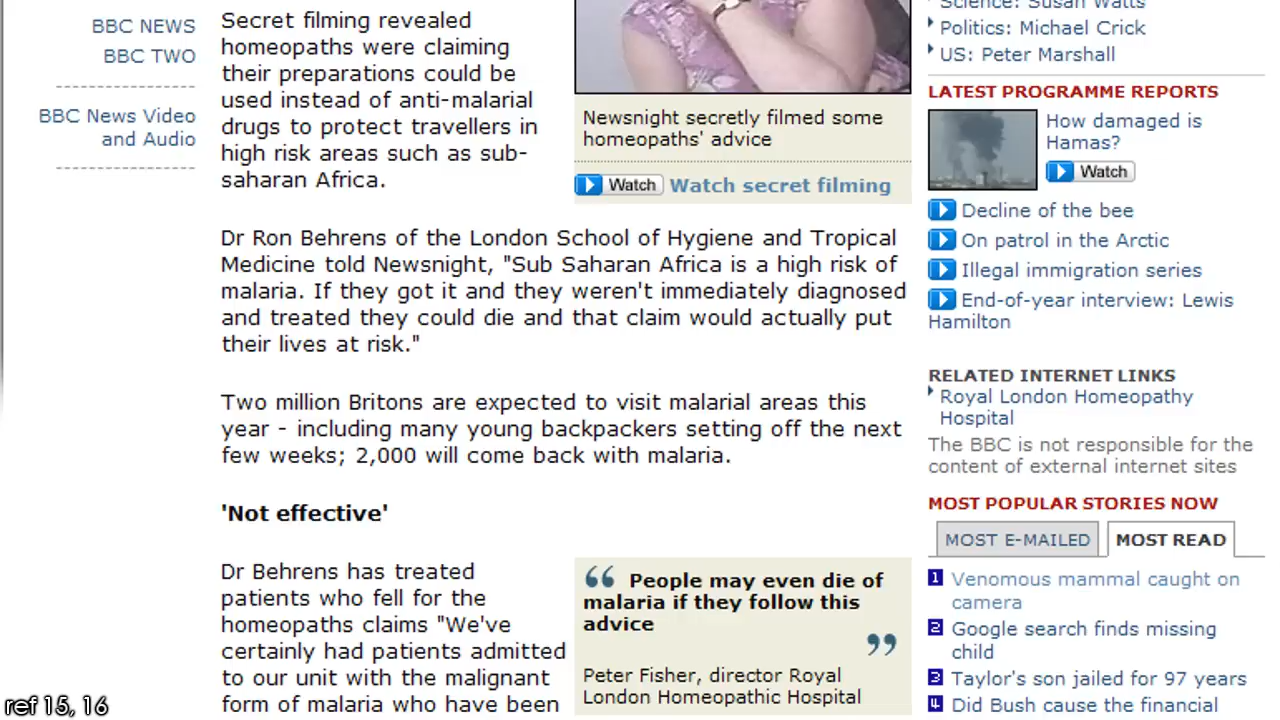 BBC NEWS
BBC TWO
BBC News Video
and Audio
Secret filming revealed
homeopaths were claiming
their preparations could be
used instead of anti-malarial
drugs to protect travellers in
high risk areas such as sub-
saharan Africa.
Newsnight secretly filmed some
homeopaths' advice
Watch Watch secret filming
Dr Ron Behrens of the London School of Hygiene and Tropical
Medicine told Newsnight, "Sub Saharan Africa is a high risk of
malaria. If they got it and they weren't immediately diagnosed
and treated they could die and that claim would actually put
their lives at risk."
Two million Britons are expected to visit malarial areas this
year - including many young backpackers setting off the next
few weeks; 2,000 will come back with malaria.
'Not effective'
Dr Behrens has treated
patients who fell for the
homeopaths claims "We've
certainly had patients admitted
to our unit with the malignant
form of malaria who have been
“ People may even die of
malaria if they follow this
advice
”
Peter Fisher, director Royal
London Homeopathic Hospital
Science: Susan Watts
Politics: Michael Crick
US: Peter Marshall
LATEST PROGRAMME REPORTS
How damaged is
Hamas?
Watch
Decline of the bee
On patrol in the Arctic
Illegal immigration series
End-of-year interview: Lewis
Hamilton
RELATED INTERNET LINKS
Royal London Homeopathy
Hospital
The BBC is not responsible for the
content of external internet sites
MOST POPULAR STORIES NOW
MOST E-MAILED MOST READ
1 Venomous mammal caught on
camera
2 Google search finds missing
child
3 Taylor's son jailed for 97 years
4 Did Bush cause the financial
ref 15, 16